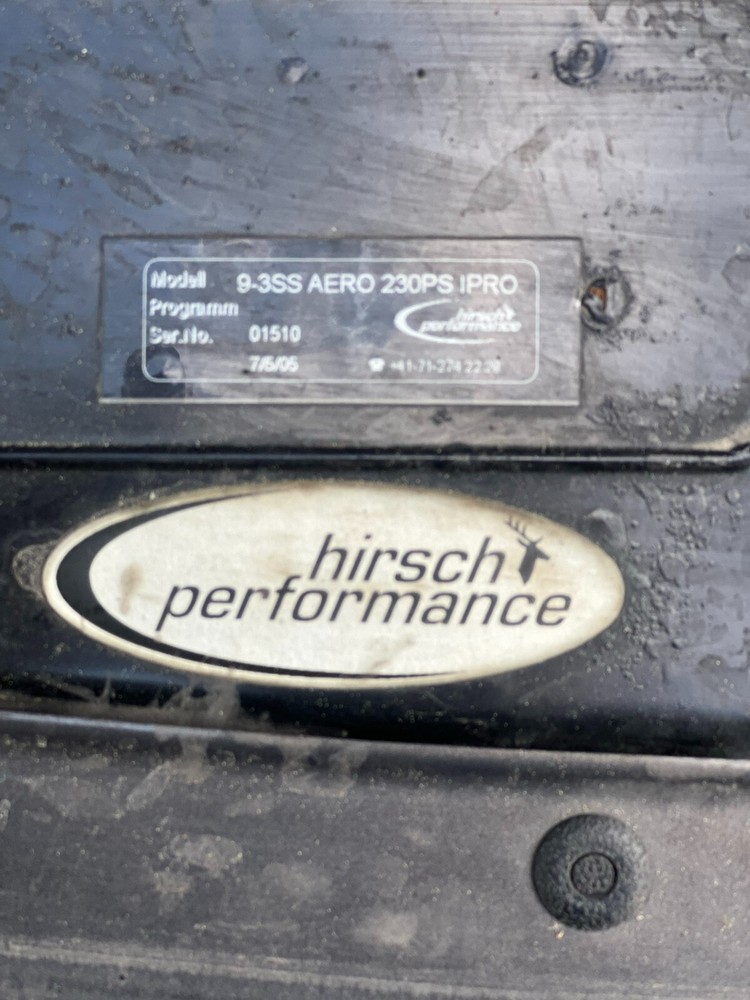 Modell 9-3SS AERO 230PS IPRO
Programm
hirsch
performance
Ser.No. 01510
7/5/05 ☎ +41-71-274 22 20
hirsch
performance